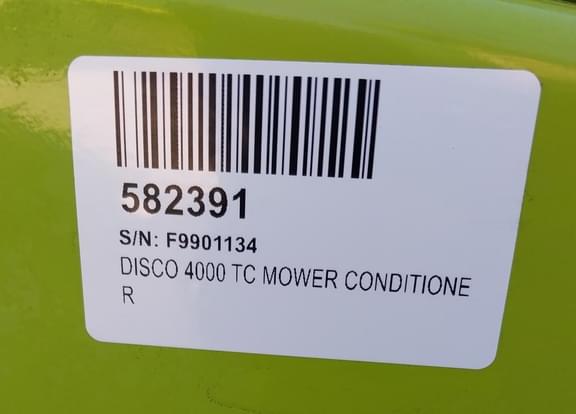 582391
S/N: F9901134
DISCO 4000 TC MOWER CONDITIONE
R